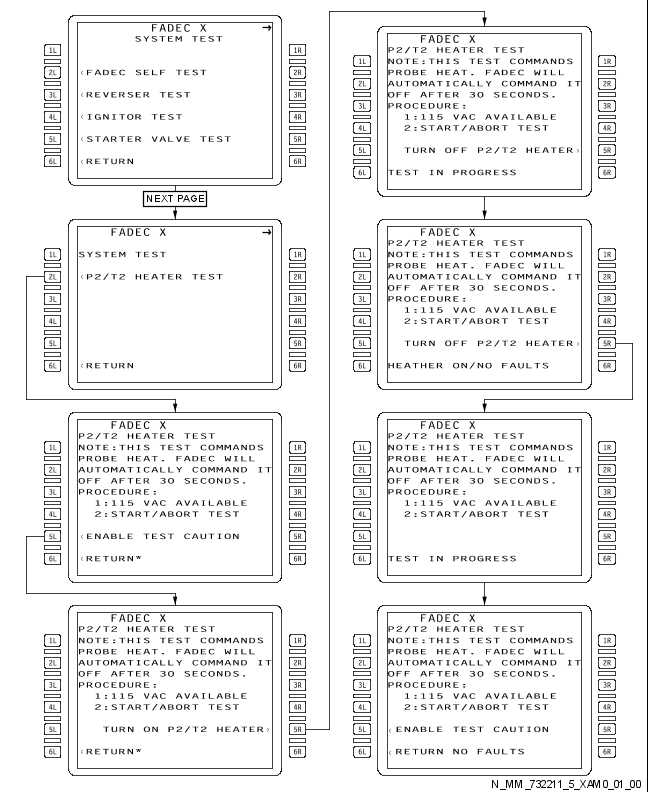 FADEC X →
SYSTEM TEST
1L 1R
2L <FADEC SELF TEST 2R
3L <REVERSER TEST 3R
4L <IGNITOR TEST 4R
5L <STARTER VALVE TEST 5R
6L <RETURN 6R
NEXT PAGE
FADEC X →
1L SYSTEM TEST 1R
2L <P2/T2 HEATER TEST 2R
3L 3R
4L 4R
5L 5R
6L <RETURN 6R
FADEC X
P2/T2 HEATER TEST
1L NOTE:THIS TEST COMMANDS 1R
PROBE HEAT. FADEC WILL
2L AUTOMATICALLY COMMAND IT 2R
OFF AFTER 30 SECONDS.
3L PROCEDURE: 3R
1:115 VAC AVAILABLE
4L 2:START/ABORT TEST 4R
5L <ENABLE TEST CAUTION 5R
6L <RETURN* 6R
FADEC X
P2/T2 HEATER TEST
1L NOTE:THIS TEST COMMANDS 1R
PROBE HEAT. FADEC WILL
2L AUTOMATICALLY COMMAND IT 2R
OFF AFTER 30 SECONDS.
3L PROCEDURE: 3R
1:115 VAC AVAILABLE
4L 2:START/ABORT TEST 4R
5L TURN ON P2/T2 HEATER> 5R
6L <RETURN* 6R
FADEC X
P2/T2 HEATER TEST
1L NOTE:THIS TEST COMMANDS 1R
PROBE HEAT. FADEC WILL
2L AUTOMATICALLY COMMAND IT 2R
OFF AFTER 30 SECONDS.
3L PROCEDURE: 3R
1:115 VAC AVAILABLE
4L 2:START/ABORT TEST 4R
5L TURN OFF P2/T2 HEATER> 5R
6L TEST IN PROGRESS 6R
FADEC X
P2/T2 HEATER TEST
1L NOTE:THIS TEST COMMANDS 1R
PROBE HEAT. FADEC WILL
2L AUTOMATICALLY COMMAND IT 2R
OFF AFTER 30 SECONDS.
3L PROCEDURE: 3R
1:115 VAC AVAILABLE
4L 2:START/ABORT TEST 4R
5L TURN OFF P2/T2 HEATER> 5R
6L HEATHER ON/NO FAULTS 6R
FADEC X
P2/T2 HEATER TEST
1L NOTE:THIS TEST COMMANDS 1R
PROBE HEAT. FADEC WILL
2L AUTOMATICALLY COMMAND IT 2R
OFF AFTER 30 SECONDS.
3L PROCEDURE: 3R
1:115 VAC AVAILABLE
4L 2:START/ABORT TEST 4R
5L 5R
6L TEST IN PROGRESS 6R
FADEC X
P2/T2 HEATER TEST
1L NOTE:THIS TEST COMMANDS 1R
PROBE HEAT. FADEC WILL
2L AUTOMATICALLY COMMAND IT 2R
OFF AFTER 30 SECONDS.
3L PROCEDURE: 3R
1:115 VAC AVAILABLE
4L 2:START/ABORT TEST 4R
5L <ENABLE TEST CAUTION 5R
6L <RETURN NO FAULTS 6R
N_MM_732211_5_XAM0_01_00